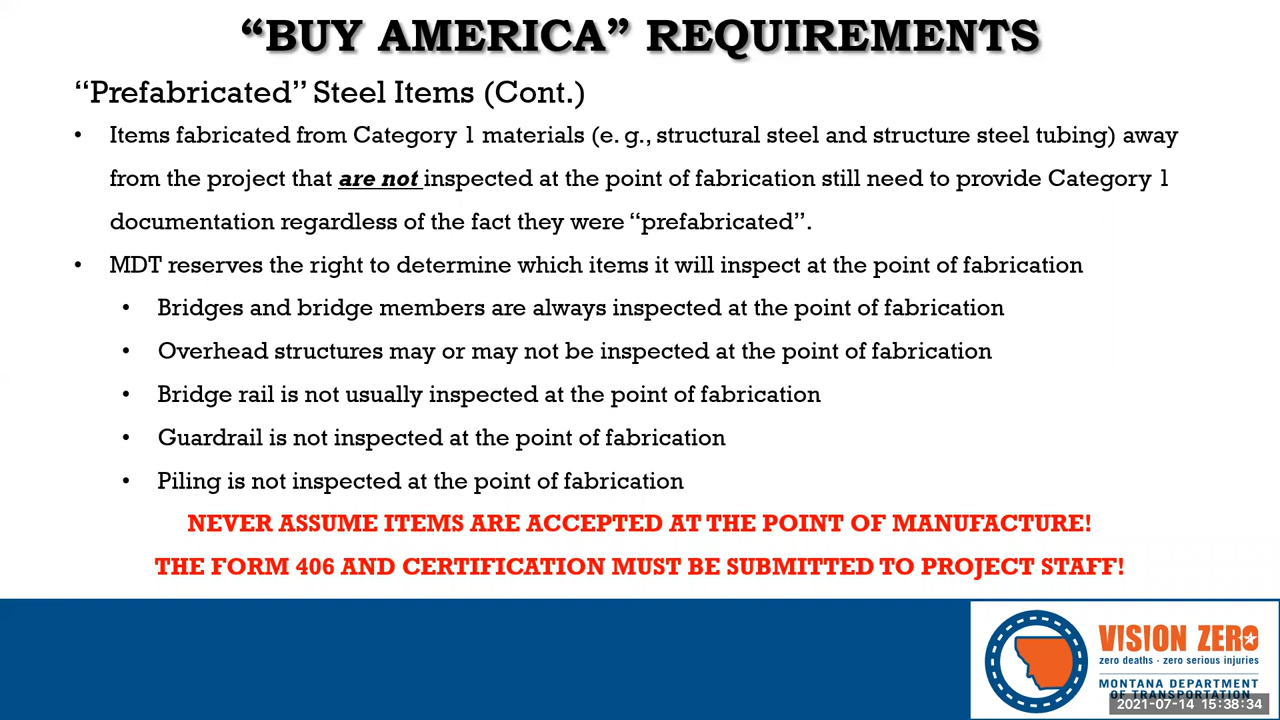 “BUY AMERICA” REQUIREMENTS
“Prefabricated” Steel Items (Cont.)
• Items fabricated from Category 1 materials (e. g., structural steel and structure steel tubing) away
from the project that are not inspected at the point of fabrication still need to provide Category 1
documentation regardless of the fact they were “prefabricated”.
• MDT reserves the right to determine which items it will inspect at the point of fabrication
• Bridges and bridge members are always inspected at the point of fabrication
• Overhead structures may or may not be inspected at the point of fabrication
• Bridge rail is not usually inspected at the point of fabrication
• Guardrail is not inspected at the point of fabrication
• Piling is not inspected at the point of fabrication
NEVER ASSUME ITEMS ARE ACCEPTED AT THE POINT OF MANUFACTURE!
THE FORM 406 AND CERTIFICATION MUST BE SUBMITTED TO PROJECT STAFF!
VISION ZERO
zero deaths · zero serious injuries
MONTANA DEPARTMENT
OF TRANSPORTATION
2021-07-14 15:38:34